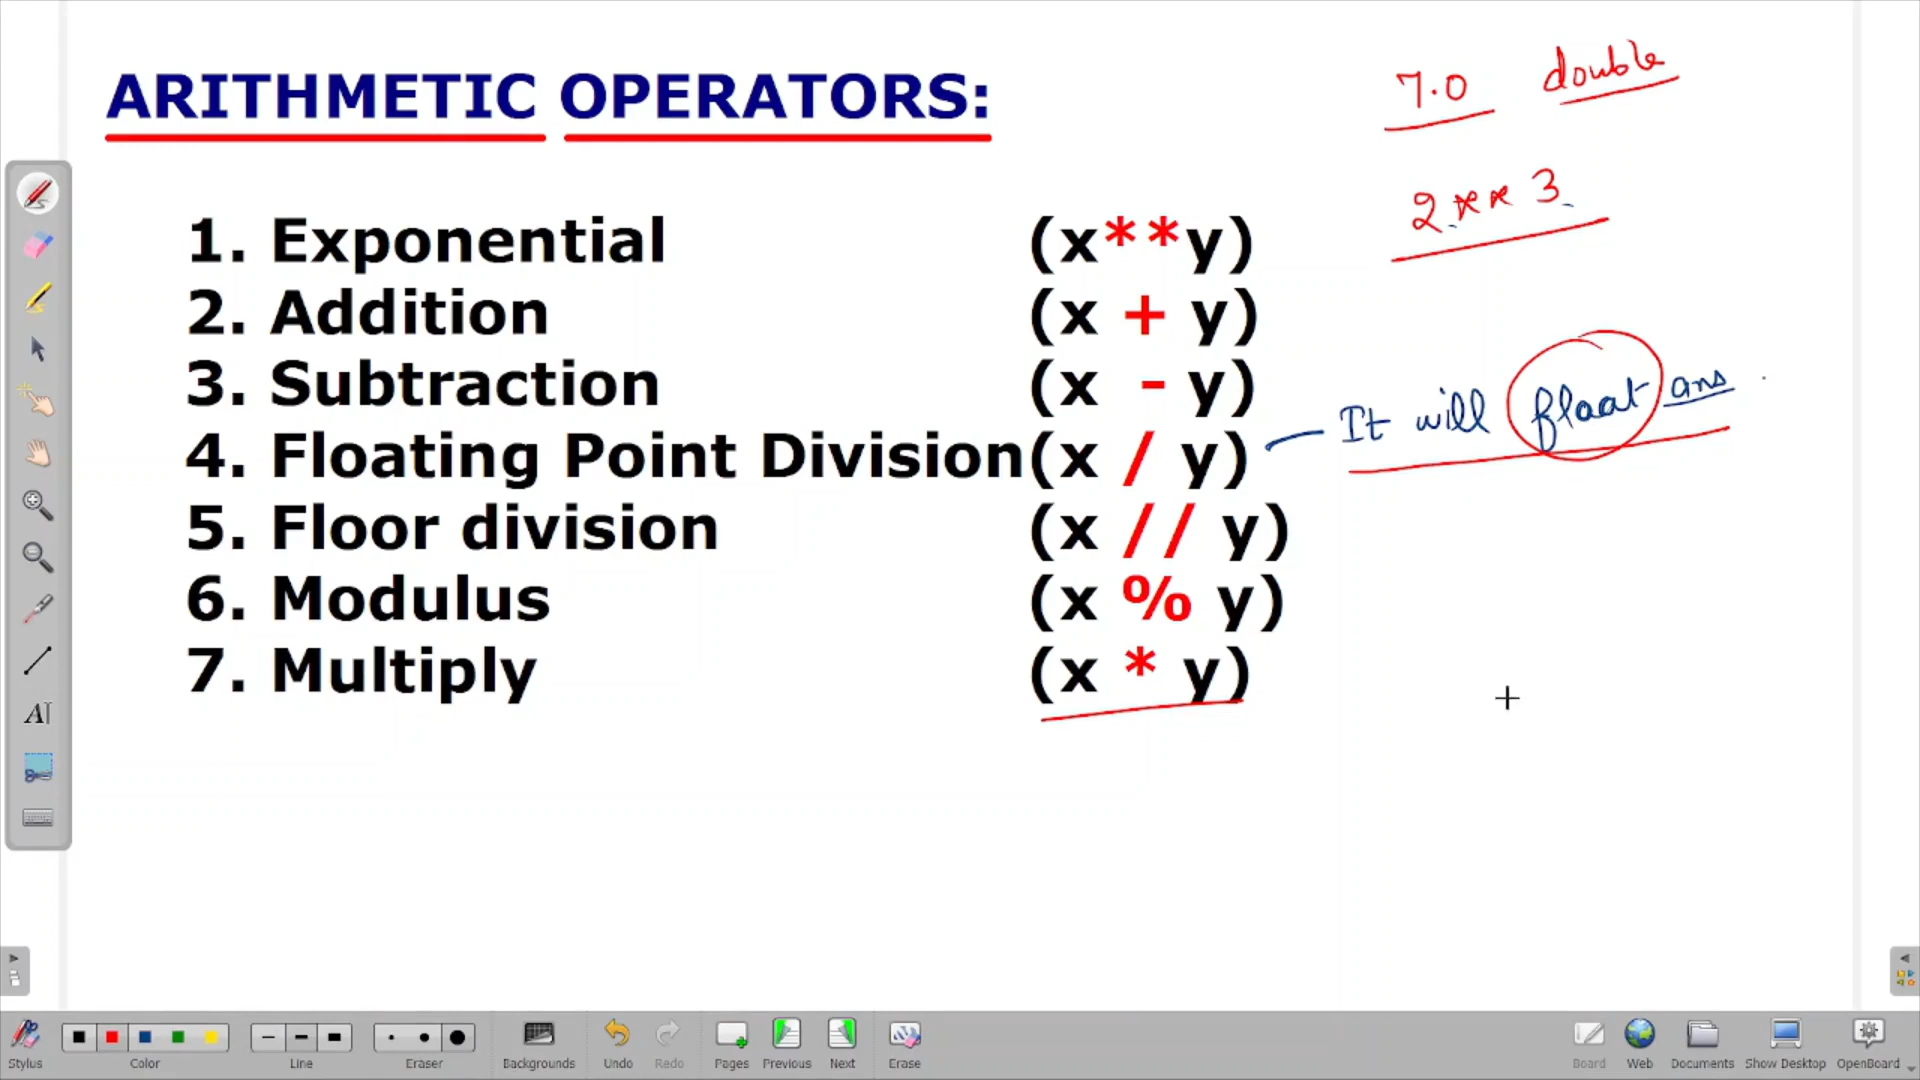 ARITHMETIC OPERATORS:
7.0 double
2 ** 3
1. Exponential (x**y)
2. Addition (x + y)
3. Subtraction (x - y)
It will float ans
4. Floating Point Division(x / y)
5. Floor division (x // y)
6. Modulus (x % y)
7. Multiply (x * y)
Stylus Color Line Eraser Backgrounds Undo Redo Pages Previous Next Erase Board Web Documents Show Desktop OpenBoard